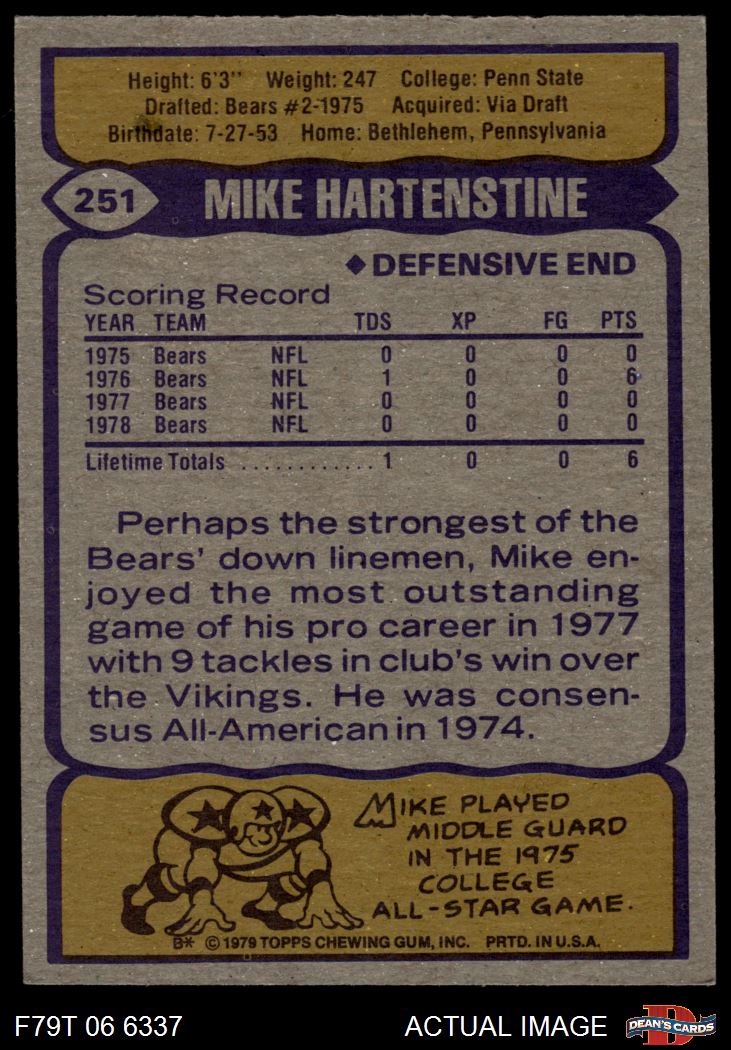 Height: 6'3'' Weight: 247 College: Penn State
Drafted: Bears #2-1975 Acquired: Via Draft
Birthdate: 7-27-53 Home: Bethlehem, Pennsylvania
251 MIKE HARTENSTINE
◆ DEFENSIVE END
Scoring Record
YEAR TEAM TDS XP FG PTS
1975 Bears NFL 0 0 0 0
1976 Bears NFL 1 0 0 6
1977 Bears NFL 0 0 0 0
1978 Bears NFL 0 0 0 0
Lifetime Totals ............ 1 0 0 6
Perhaps the strongest of the
Bears' down linemen, Mike en-
joyed the most outstanding
game of his pro career in 1977
with 9 tackles in club's win over
the Vikings. He was consen-
sus All-American in 1974.
MIKE PLAYED
MIDDLE GUARD
IN THE 1975
COLLEGE
ALL-STAR GAME.
B* © 1979 TOPPS CHEWING GUM, INC. PRTD. IN U.S.A.
F79T 06 6337 ACTUAL IMAGE D DEAN'S CARDS